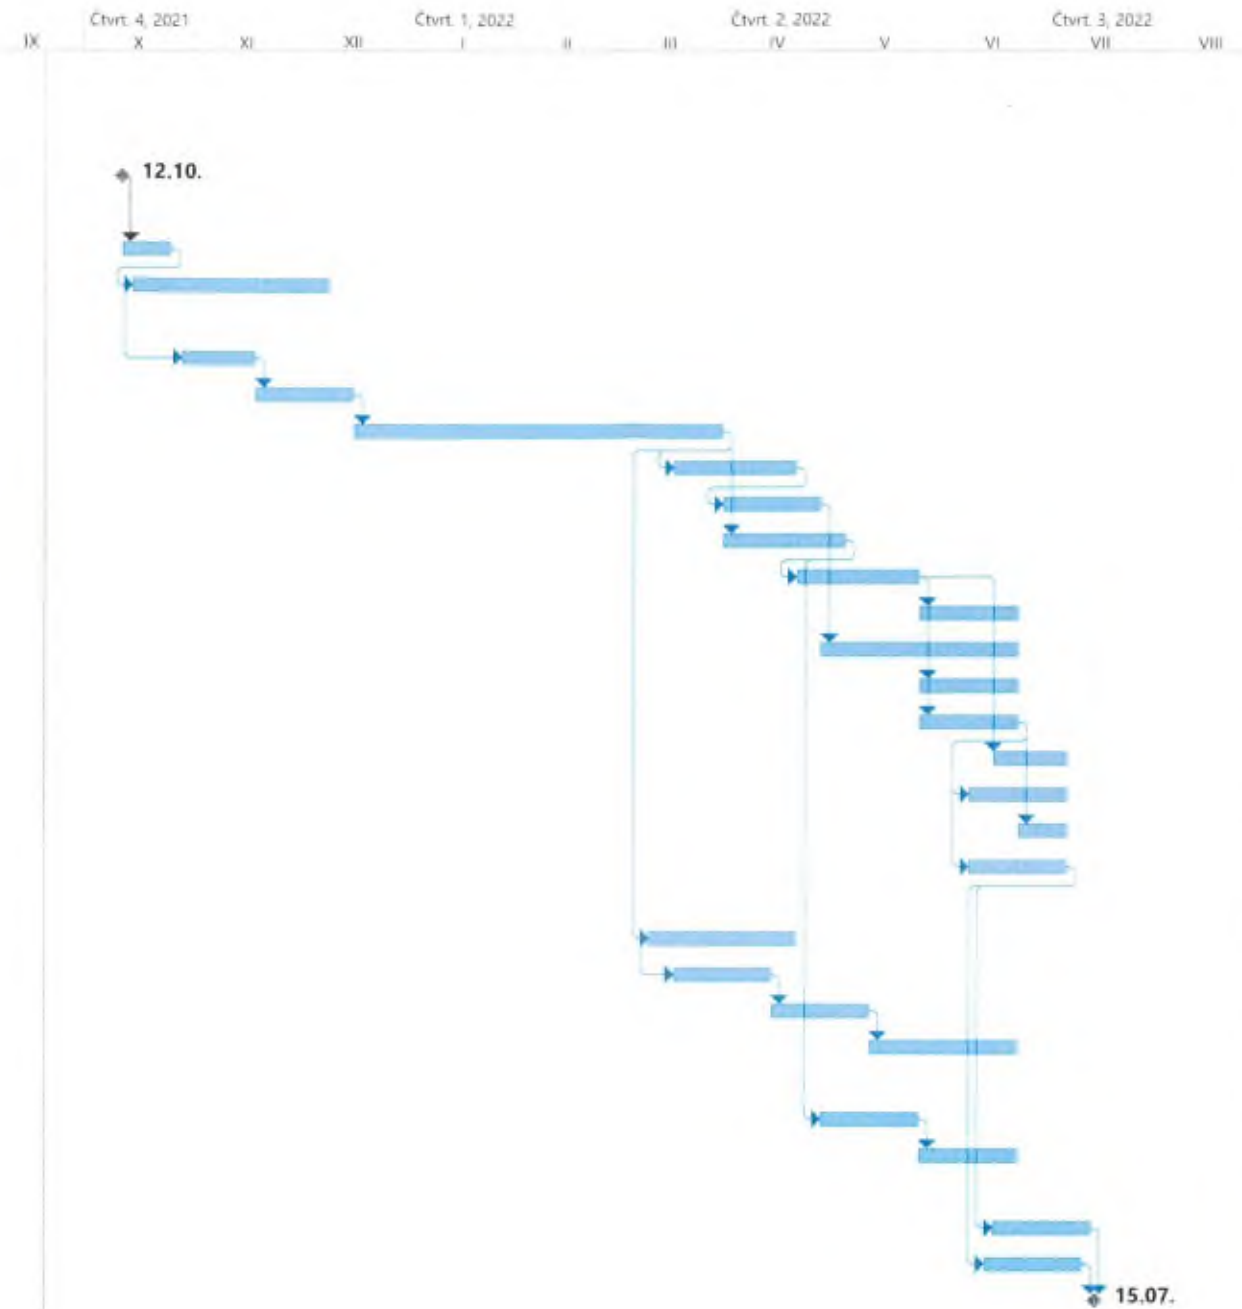 Čtvrt. 4, 2021 Čtvrt. 1, 2022 Čtvrt. 2, 2022 Čtvrt. 3, 2022
IX X XI XII I II III IV V VI VII VIII
12.10.
15.07.